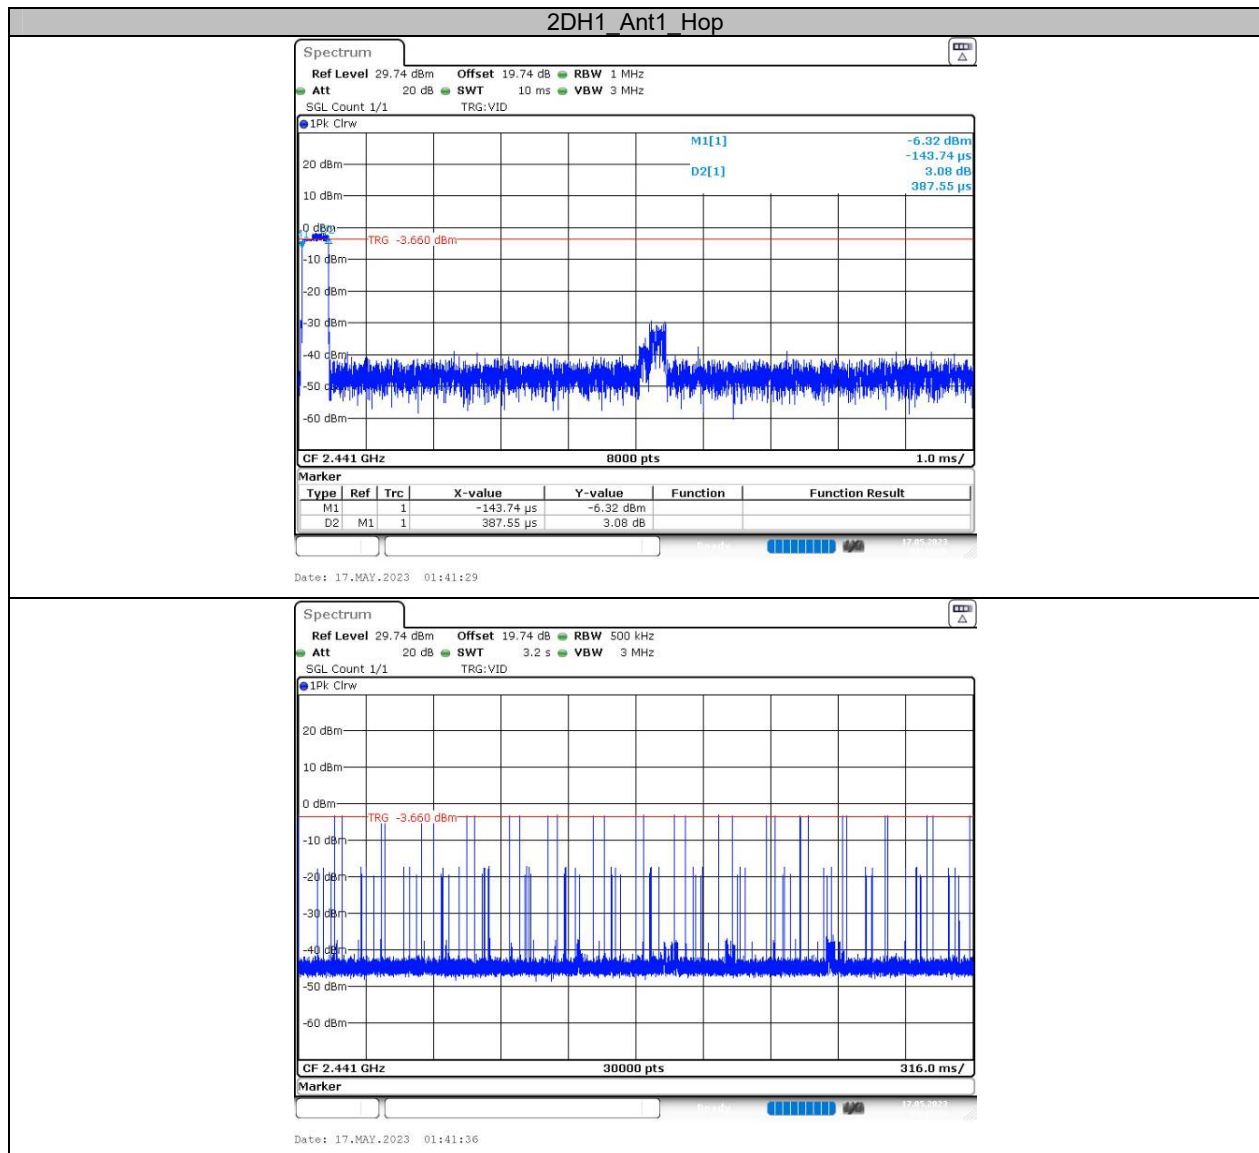 2DH1_Ant1_Hop
Spectrum
Ref Level 29.74 dBm Offset 19.74 dB RBW 1 MHz
Att 20 dB SWT 10 ms VBW 3 MHz
SGL Count 1/1 TRG:VID
1Pk Clrw
M1[1] -6.32 dBm
-143.74 µs
20 dBm
D2[1] 3.08 dB
387.55 µs
10 dBm
0 dBm
TRG -3.660 dBm
-10 dBm
-20 dBm
-30 dBm
-40 dBm
-50 d
-60 dBm
CF 2.441 GHz 8000 pts 1.0 ms/
Marker
Type Ref Trc X-value Y-value Function Function Result
M1 1 -143.74 µs -6.32 dBm
D2 M1 1 387.55 µs 3.08 dB
17.05.2023
Date: 17.MAY.2023 01:41:29
Spectrum
Ref Level 29.74 dBm Offset 19.74 dB RBW 500 kHz
Att 20 dB SWT 3.2 s VBW 3 MHz
SGL Count 1/1 TRG:VID
1Pk Clrw
20 dBm
10 dBm
0 dBm
TRG -3.660 dBm
-10 dBm
-20 dBm
-30 dBm
-40 dBm
-50 dBm
-60 dBm
CF 2.441 GHz 30000 pts 316.0 ms/
Marker
17.05.2023
Date: 17.MAY.2023 01:41:36